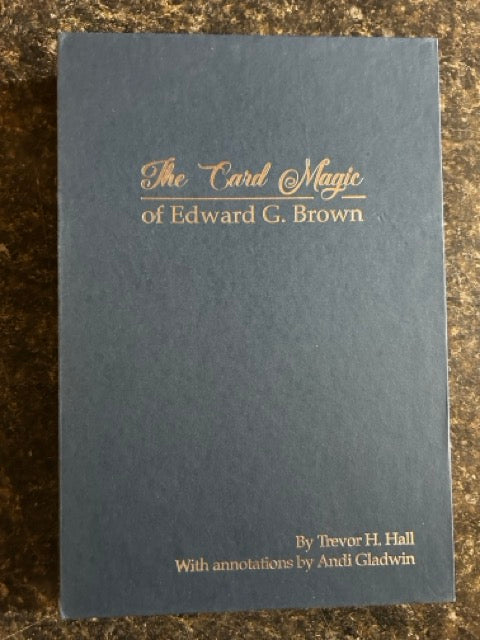 The Card Magic
of Edward G. Brown
By Trevor H. Hall
With annotations by Andi Gladwin